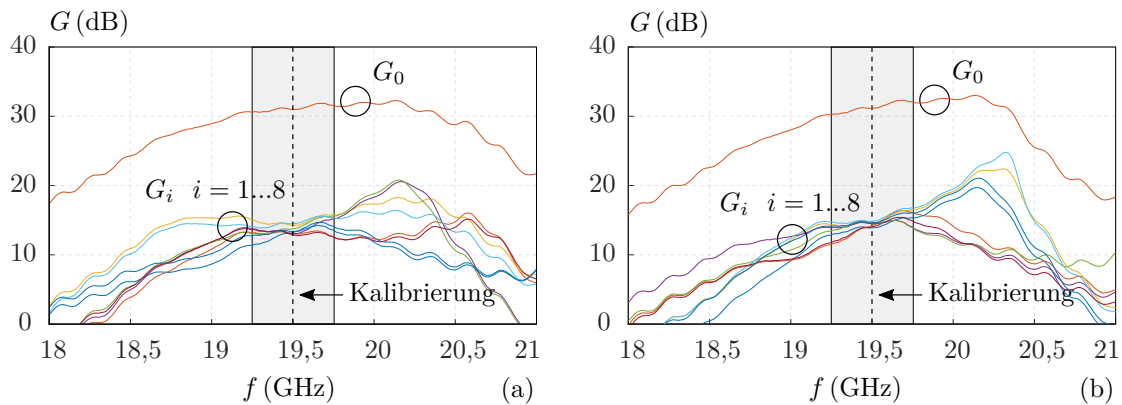 G (dB)
40
30
20
10
0
G₀
Gᵢ i = 1...8
Kalibrierung
18 18,5 19 19,5 20 20,5 21
f (GHz)
(a)
G (dB)
40
30
20
10
0
G₀
Gᵢ i = 1...8
Kalibrierung
18 18,5 19 19,5 20 20,5 21
f (GHz)
(b)